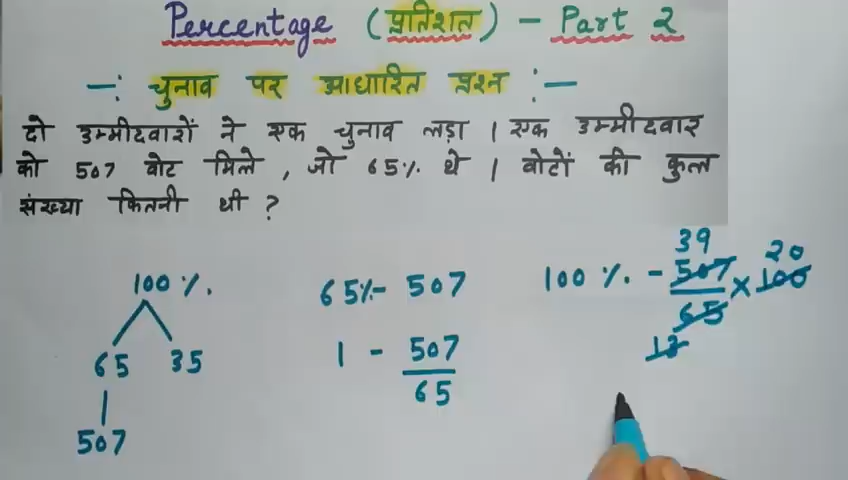 Percentage (प्रतिशत) - Part 2
-: चुनाव पर आधारित प्रश्न :-
दो उम्मीदवारों ने एक चुनाव लड़ा । एक उम्मीदवार
को 507 वोट मिले , जो 65% थे । वोटों की कुल
संख्या कितनी थी ?
39
20
100 %.
65%- 507
100 %. - 507/65 × 100
65 35
1 - 507/65
13
507